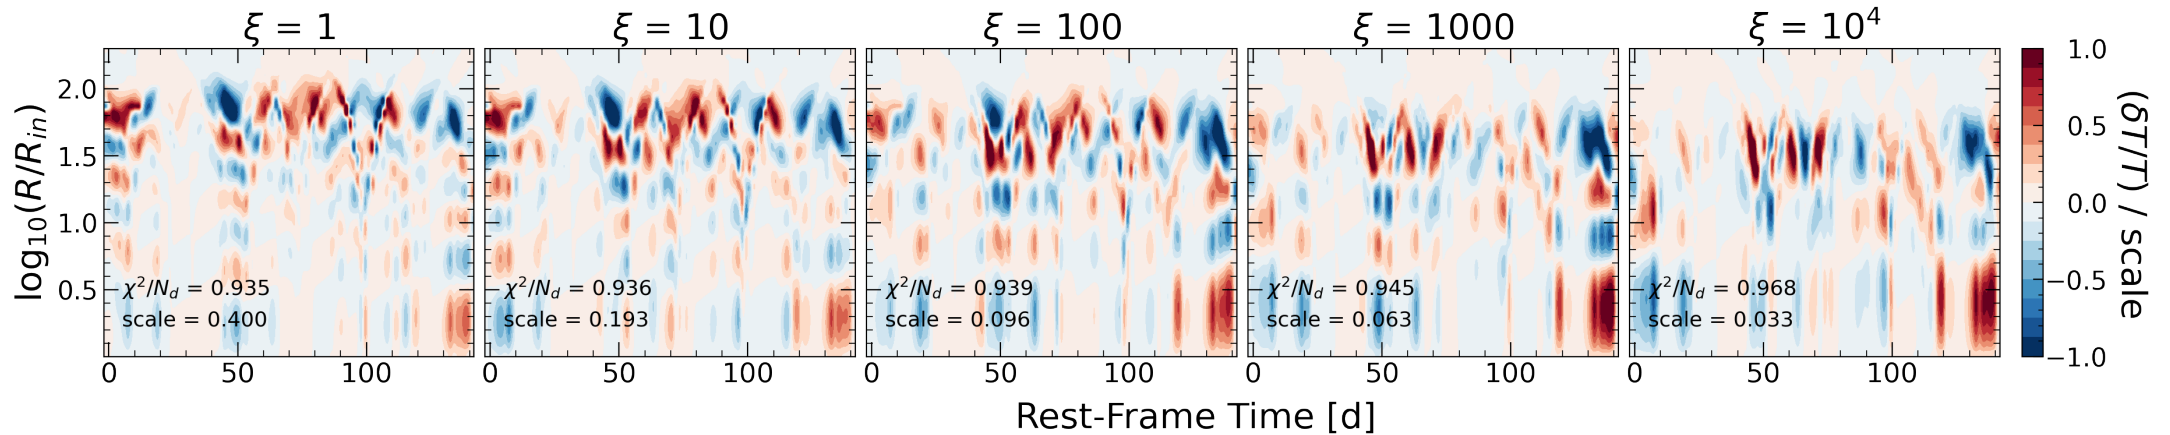 ξ = 1
ξ = 10
ξ = 100
ξ = 1000
ξ = 10⁴
log₁₀(R/R_in)
2.0
1.5
1.0
0.5
χ²/N_d = 0.935
scale = 0.400
χ²/N_d = 0.936
scale = 0.193
χ²/N_d = 0.939
scale = 0.096
χ²/N_d = 0.945
scale = 0.063
χ²/N_d = 0.968
scale = 0.033
0 50 100
0 50 100
0 50 100
0 50 100
0 50 100
Rest-Frame Time [d]
1.0
0.5
0.0
−0.5
−1.0
(δT/T) / scale